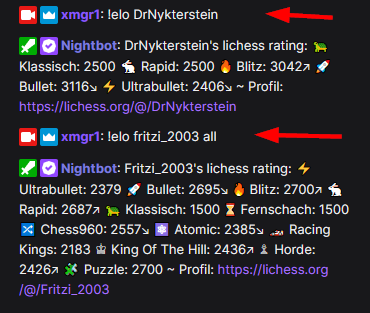 xmgr1: !elo DrNykterstein
Nightbot: DrNykterstein's lichess rating: 🐢
Klassisch: 2500 🐇 Rapid: 2500 🔥 Blitz: 3042↗ 🚀
Bullet: 3116↘ ⚡ Ultrabullet: 2406↘ ~ Profil:
https://lichess.org/@/DrNykterstein
xmgr1: !elo fritzi_2003 all
Nightbot: Fritzi_2003's lichess rating: ⚡
Ultrabullet: 2379 🚀 Bullet: 2695↘ 🔥 Blitz: 2700↗ 🐇
Rapid: 2687↗ 🐢 Klassisch: 1500 ⏳ Fernschach: 1500
🔀 Chess960: 2557↘ ⚛ Atomic: 2385↘ 🏎 Racing
Kings: 2183 ♔ King Of The Hill: 2436↗ ♗ Horde:
2426↗ 🧩 Puzzle: 2700 ~ Profil: https://lichess.org
/@/Fritzi_2003